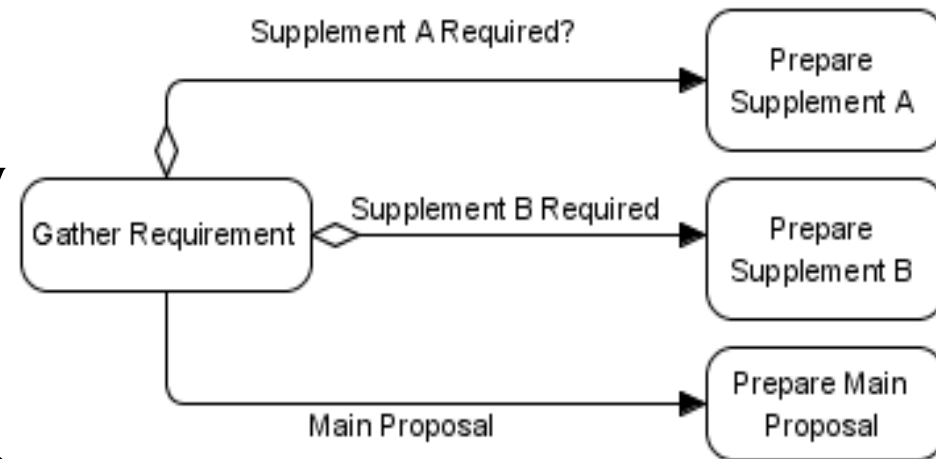 Supplement A Required?
Prepare
Supplement A
Gather Requirement
Supplement B Required
Prepare
Supplement B
Main Proposal
Prepare Main
Proposal